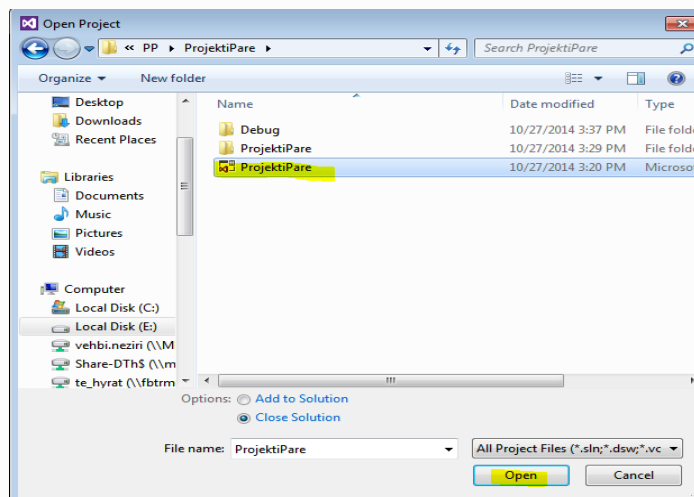 Open Project
« PP ProjektiPare
Search ProjektiPare
Organize New folder
Desktop
Downloads
Recent Places
Libraries
Documents
Music
Pictures
Videos
Computer
Local Disk (C:)
Local Disk (E:)
vehbi.neziri (\\M
Share-DTh$ (\\m
te_hyrat (\\fbtrm
Name Date modified Type
Debug 10/27/2014 3:37 PM File folde
ProjektiPare 10/27/2014 3:29 PM File folde
ProjektiPare 10/27/2014 3:20 PM Microsof
Options: Add to Solution
Close Solution
File name: ProjektiPare All Project Files (*.sln;*.dsw;*.vc
Open Cancel